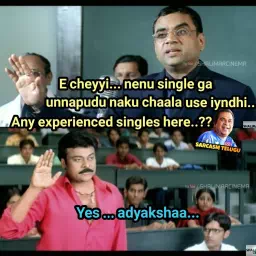 E cheyyi... nenu single ga
unnapudu naku chaala use iyndhi..
Any experienced singles here..??
SARCASM TELUGU
Yes ... adyakshaa...